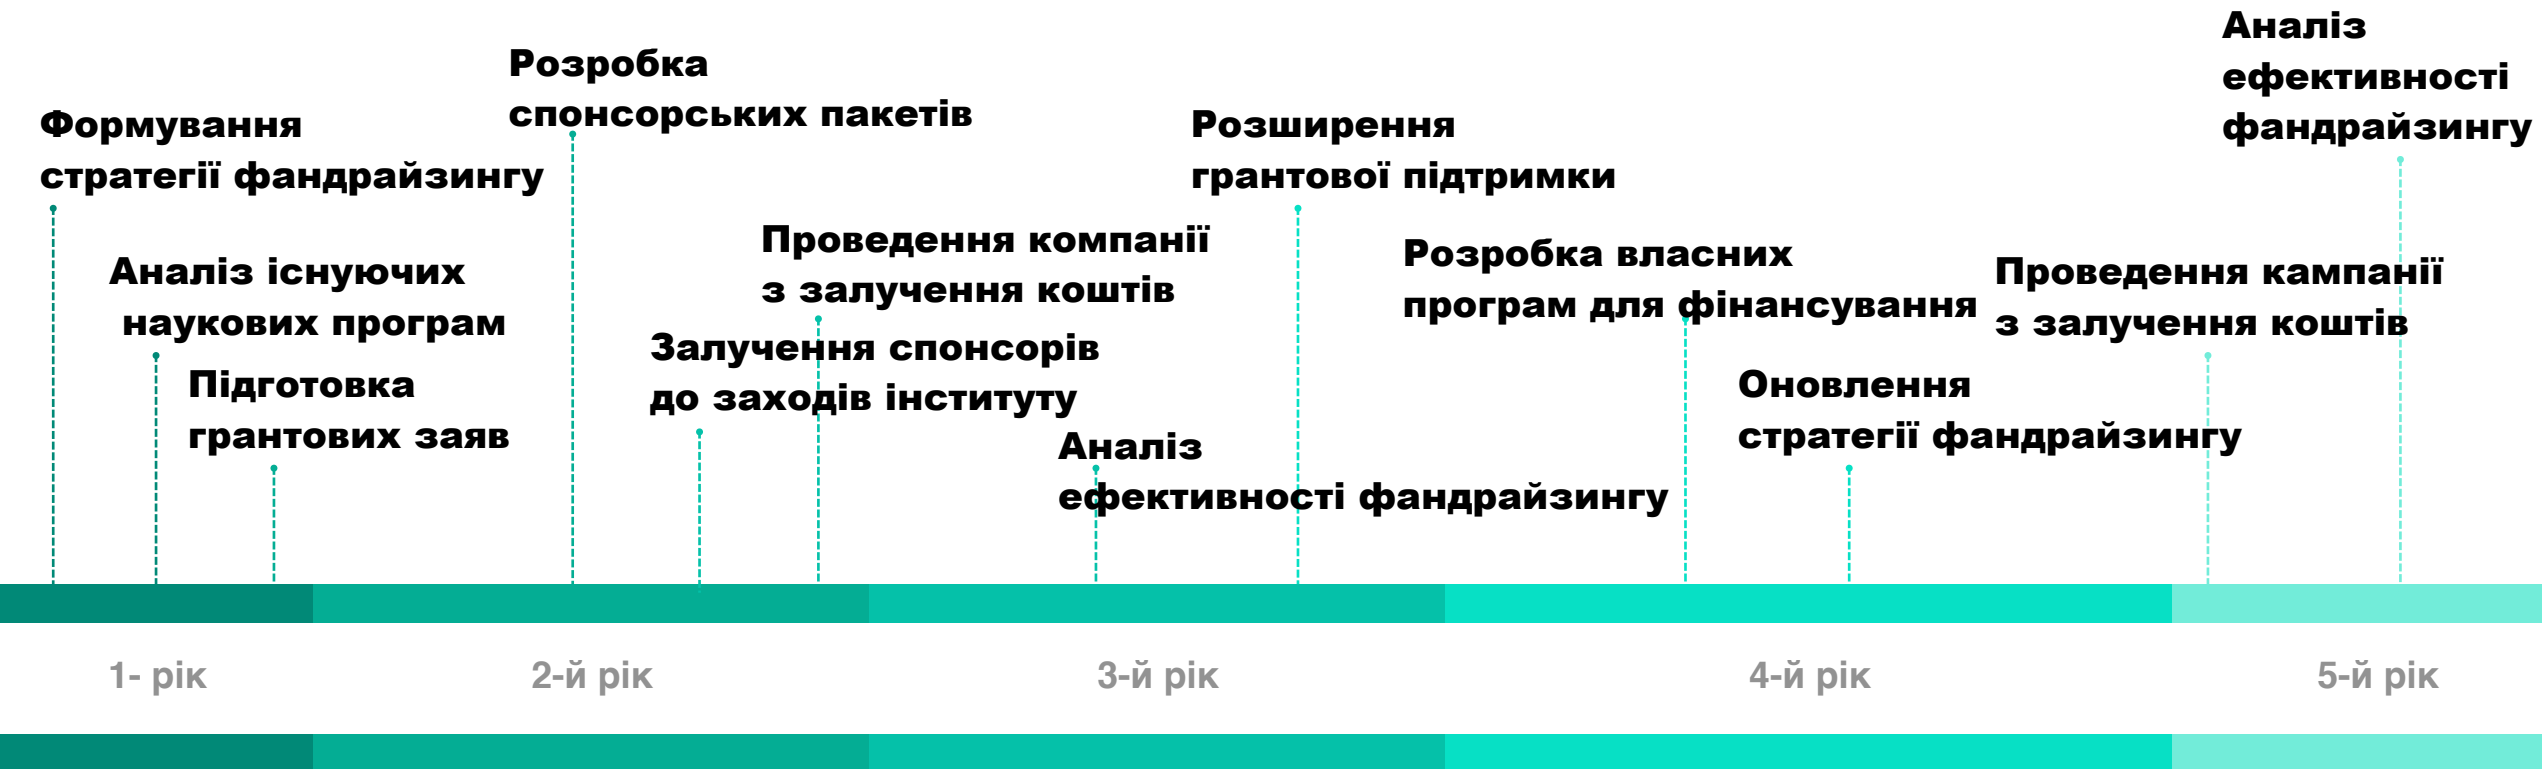 Формування
стратегії фандрайзингу
Аналіз існуючих
наукових програм
Підготовка
грантових заяв
Розробка
спонсорських пакетів
Залучення спонсорів
до заходів інституту
Проведення компанії
з залучення коштів
Аналіз
ефективності фандрайзингу
Розширення
грантової підтримки
Розробка власних
програм для фінансування
Оновлення
стратегії фандрайзингу
Проведення кампанії
з залучення коштів
Аналіз
ефективності
фандрайзингу
1- рік
2-й рік
3-й рік
4-й рік
5-й рік